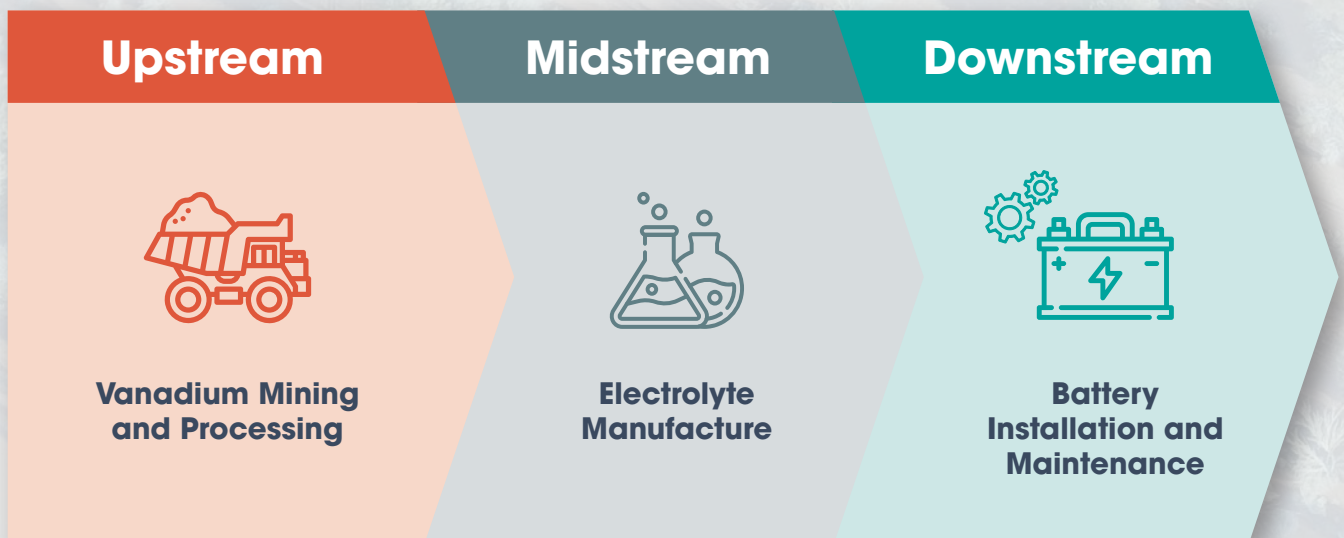 Upstream
Midstream
Downstream
Vanadium Mining
and Processing
Electrolyte
Manufacture
Battery
Installation and
Maintenance